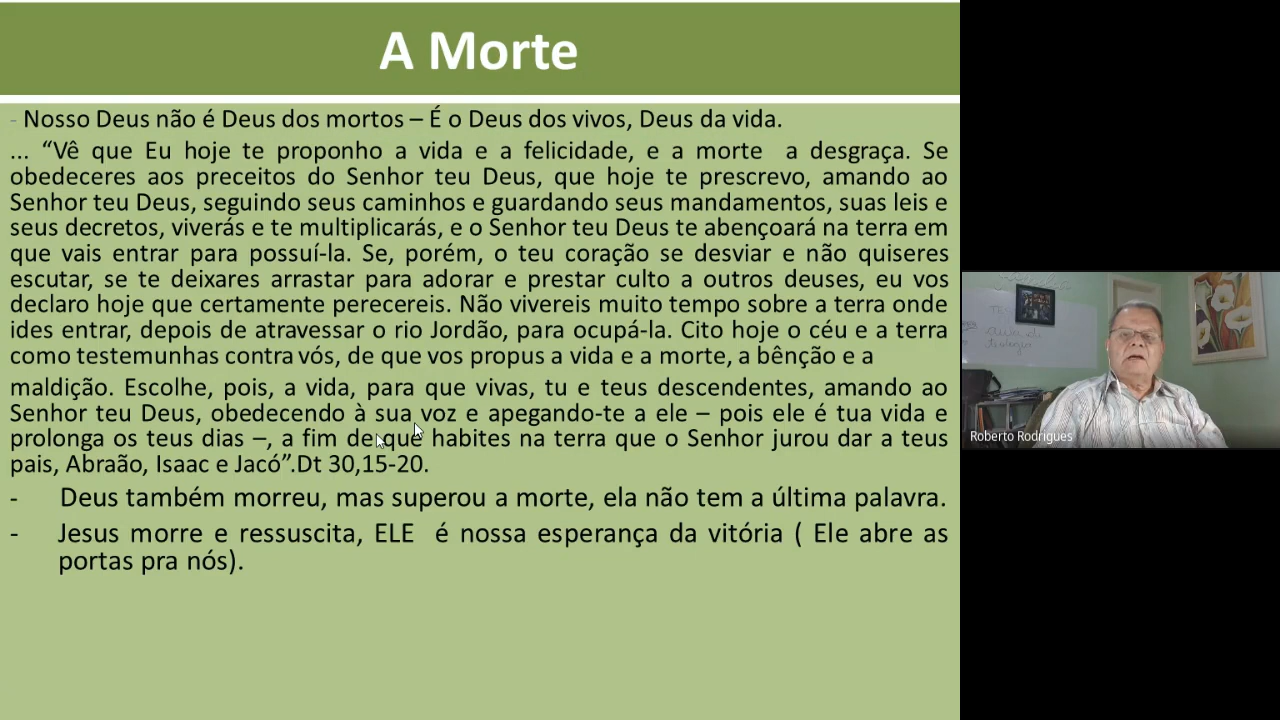 A Morte
- Nosso Deus não é Deus dos mortos – É o Deus dos vivos, Deus da vida.
... “Vê que Eu hoje te proponho a vida e a felicidade, e a morte a desgraça. Se
obedeceres aos preceitos do Senhor teu Deus, que hoje te prescrevo, amando ao
Senhor teu Deus, seguindo seus caminhos e guardando seus mandamentos, suas leis e
seus decretos, viverás e te multiplicarás, e o Senhor teu Deus te abençoará na terra em
que vais entrar para possuí-la. Se, porém, o teu coração se desviar e não quiseres
escutar, se te deixares arrastar para adorar e prestar culto a outros deuses, eu vos
declaro hoje que certamente perecereis. Não vivereis muito tempo sobre a terra onde
ides entrar, depois de atravessar o rio Jordão, para ocupá-la. Cito hoje o céu e a terra
como testemunhas contra vós, de que vos propus a vida e a morte, a bênção e a
maldição. Escolhe, pois, a vida, para que vivas, tu e teus descendentes, amando ao
Senhor teu Deus, obedecendo à sua voz e apegando-te a ele – pois ele é tua vida e
prolonga os teus dias –, a fim de que habites na terra que o Senhor jurou dar a teus
pais, Abraão, Isaac e Jacó”.Dt 30,15-20.
- Deus também morreu, mas superou a morte, ela não tem a última palavra.
- Jesus morre e ressuscita, ELE é nossa esperança da vitória ( Ele abre as
portas pra nós).
Roberto Rodrigues